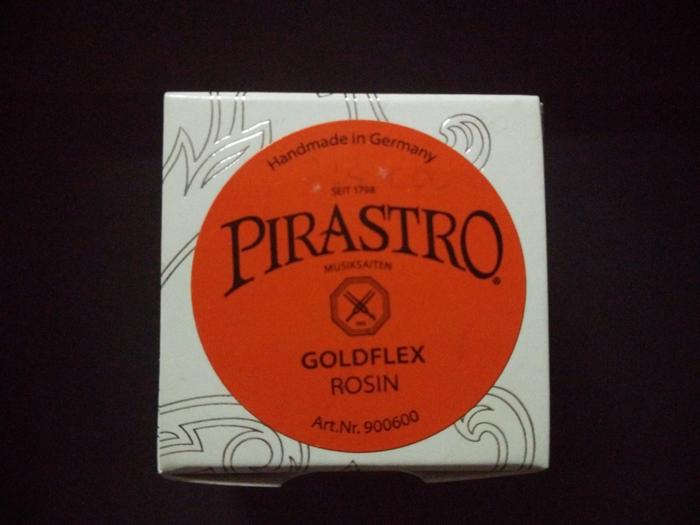 Handmade in Germany
SEIT 1798
PIRASTRO®
MUSIKSAITEN
GOLDFLEX
ROSIN
Art.Nr. 900600